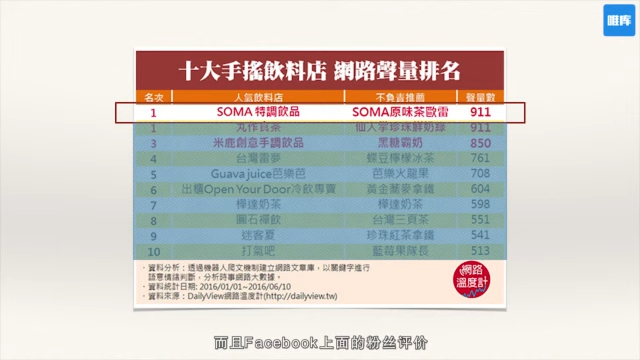 唯库
十大手搖飲料店 網路聲量排名
名次 人氣飲料店 不負責推薦 聲量數
1 SOMA 特調飲品 SOMA原味茶歐蕾 911
1 丸作食茶 仙人掌珍珠鮮奶綠 911
3 米鹿創意手調飲品 黑糖霸奶 850
4 台灣雷夢 蝶豆檸檬冰茶 761
5 Guava juice芭樂芭 芭樂火龍果 708
6 出櫃Open Your Door冷飲專賣 黃金蕎麥拿鐵 604
7 樺達奶茶 樺達奶茶 598
8 圓石禪飲 台灣三頁茶 551
9 迷客夏 珍珠紅茶拿鐵 541
10 打氣吧 藍莓果隊長 513
·資料分析：透過機器人爬文機制建立網路文章庫，以關鍵字進行
語意情緒判斷，分析時事網路大數據。
·資料統計日期: 2016/01/01~2016/06/10
·資料來源：DailyView網路溫度計(http://dailyview.tw)
網路
溫度計
而且Facebook上面的粉丝评价